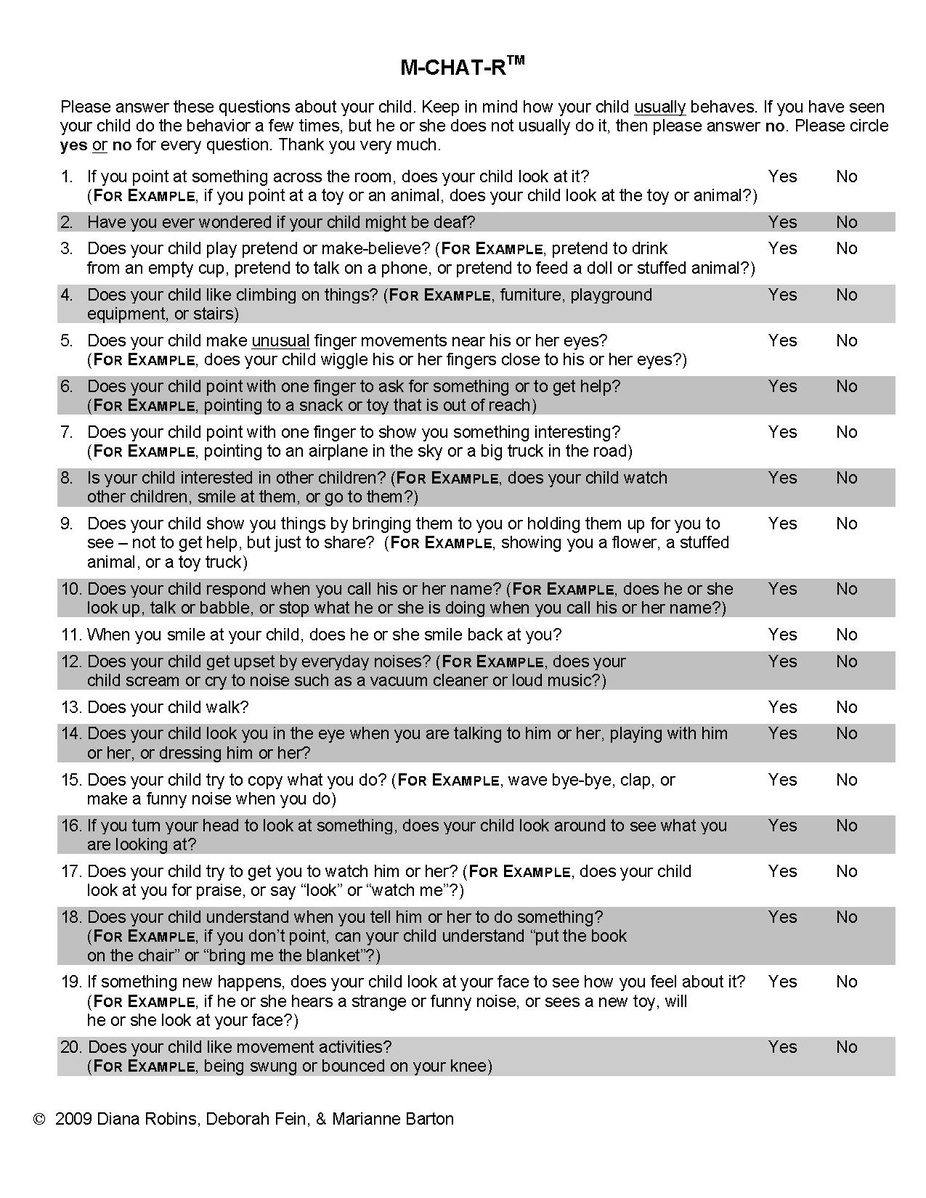 M-CHAT-R™
Please answer these questions about your child. Keep in mind how your child usually behaves. If you have seen
your child do the behavior a few times, but he or she does not usually do it, then please answer no. Please circle
yes or no for every question. Thank you very much.
1. If you point at something across the room, does your child look at it? Yes No
(FOR EXAMPLE, if you point at a toy or an animal, does your child look at the toy or animal?)
2. Have you ever wondered if your child might be deaf? Yes No
3. Does your child play pretend or make-believe? (FOR EXAMPLE, pretend to drink Yes No
from an empty cup, pretend to talk on a phone, or pretend to feed a doll or stuffed animal?)
4. Does your child like climbing on things? (FOR EXAMPLE, furniture, playground Yes No
equipment, or stairs)
5. Does your child make unusual finger movements near his or her eyes? Yes No
(FOR EXAMPLE, does your child wiggle his or her fingers close to his or her eyes?)
6. Does your child point with one finger to ask for something or to get help? Yes No
(FOR EXAMPLE, pointing to a snack or toy that is out of reach)
7. Does your child point with one finger to show you something interesting? Yes No
(FOR EXAMPLE, pointing to an airplane in the sky or a big truck in the road)
8. Is your child interested in other children? (FOR EXAMPLE, does your child watch Yes No
other children, smile at them, or go to them?)
9. Does your child show you things by bringing them to you or holding them up for you to Yes No
see – not to get help, but just to share? (FOR EXAMPLE, showing you a flower, a stuffed
animal, or a toy truck)
10. Does your child respond when you call his or her name? (FOR EXAMPLE, does he or she Yes No
look up, talk or babble, or stop what he or she is doing when you call his or her name?)
11. When you smile at your child, does he or she smile back at you? Yes No
12. Does your child get upset by everyday noises? (FOR EXAMPLE, does your Yes No
child scream or cry to noise such as a vacuum cleaner or loud music?)
13. Does your child walk? Yes No
14. Does your child look you in the eye when you are talking to him or her, playing with him Yes No
or her, or dressing him or her?
15. Does your child try to copy what you do? (FOR EXAMPLE, wave bye-bye, clap, or Yes No
make a funny noise when you do)
16. If you turn your head to look at something, does your child look around to see what you Yes No
are looking at?
17. Does your child try to get you to watch him or her? (FOR EXAMPLE, does your child Yes No
look at you for praise, or say “look” or “watch me”?)
18. Does your child understand when you tell him or her to do something? Yes No
(FOR EXAMPLE, if you don’t point, can your child understand “put the book
on the chair” or “bring me the blanket”?)
19. If something new happens, does your child look at your face to see how you feel about it? Yes No
(FOR EXAMPLE, if he or she hears a strange or funny noise, or sees a new toy, will
he or she look at your face?)
20. Does your child like movement activities? Yes No
(FOR EXAMPLE, being swung or bounced on your knee)
© 2009 Diana Robins, Deborah Fein, & Marianne Barton